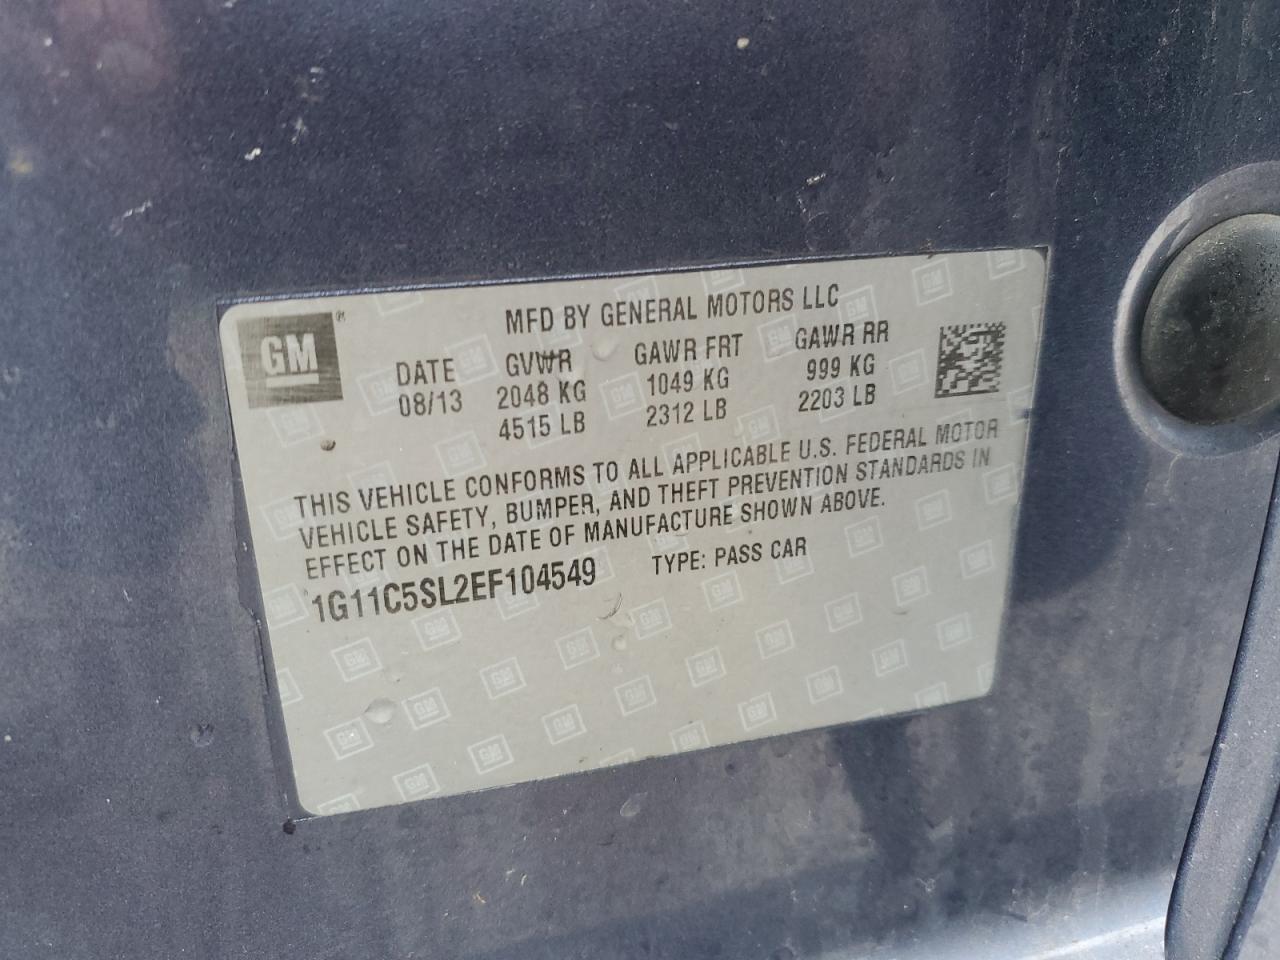 GM ®
MFD BY GENERAL MOTORS LLC
DATE GVWR GAWR FRT GAWR RR
08/13 2048 KG 1049 KG 999 KG
4515 LB 2312 LB 2203 LB
THIS VEHICLE CONFORMS TO ALL APPLICABLE U.S. FEDERAL MOTOR
VEHICLE SAFETY, BUMPER, AND THEFT PREVENTION STANDARDS IN
EFFECT ON THE DATE OF MANUFACTURE SHOWN ABOVE.
1G11C5SL2EF104549 TYPE: PASS CAR